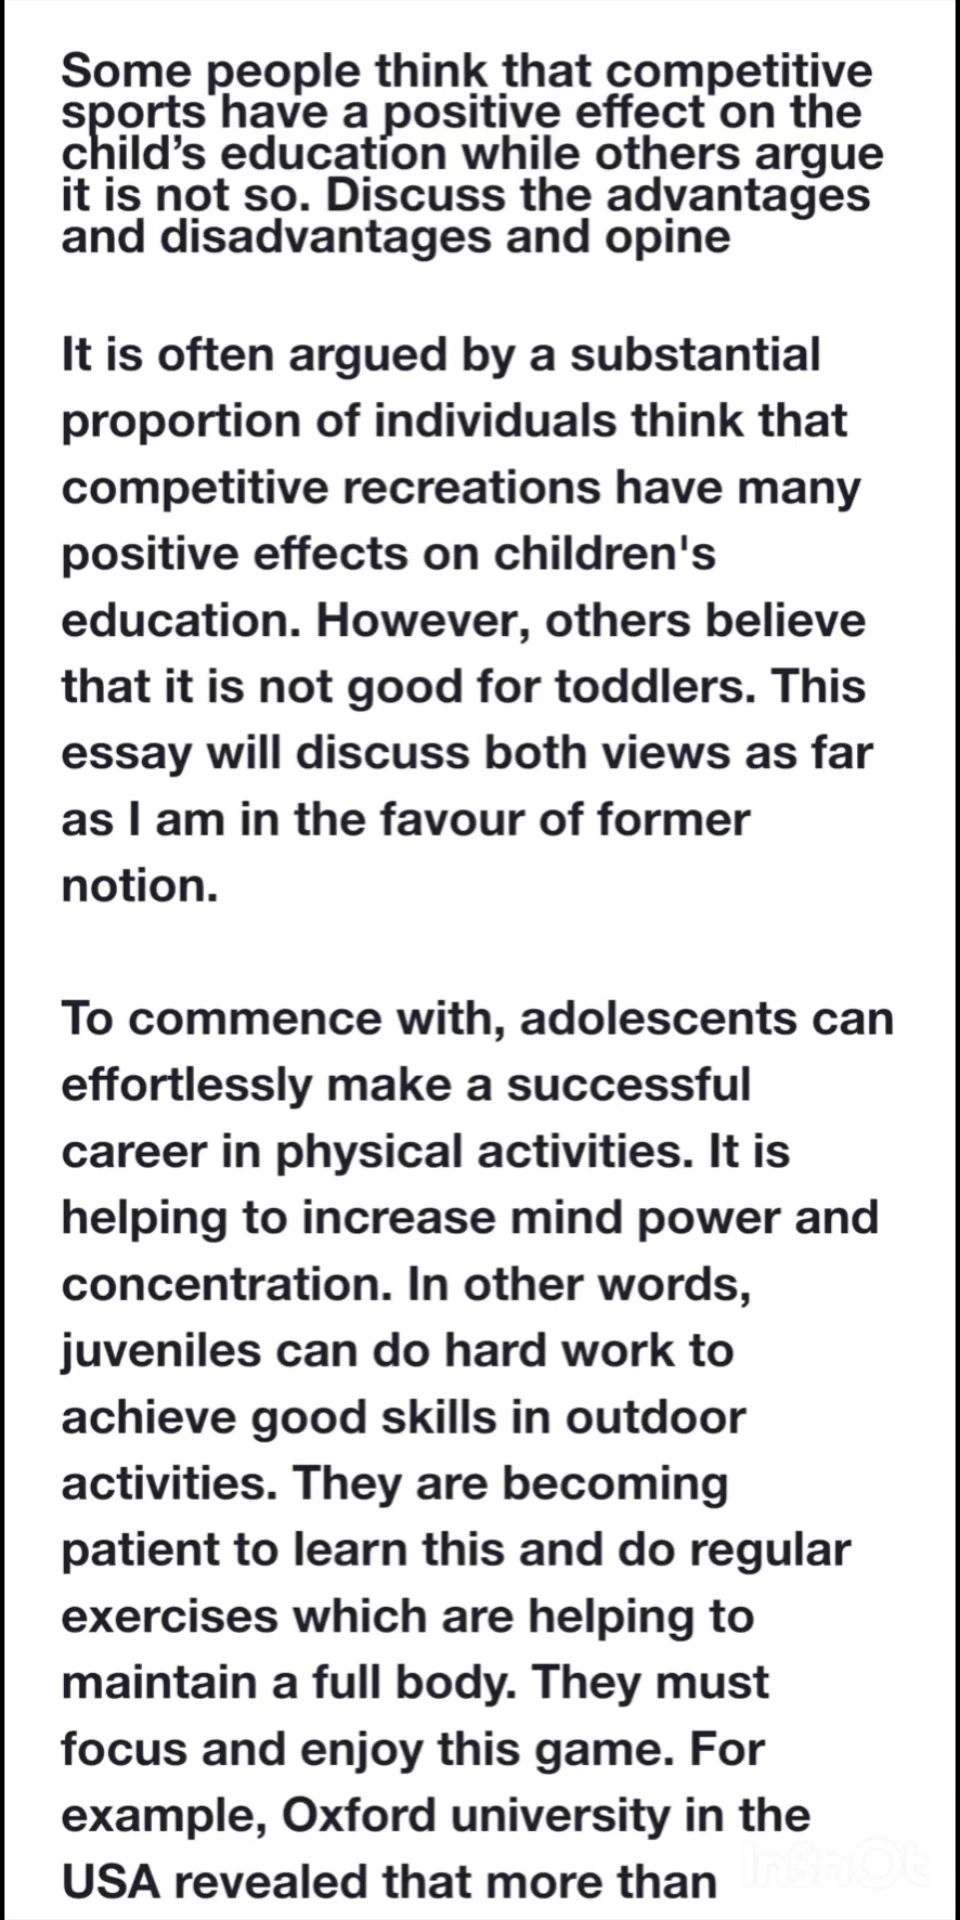 Some people think that competitive
sports have a positive effect on the
child’s education while others argue
it is not so. Discuss the advantages
and disadvantages and opine
It is often argued by a substantial
proportion of individuals think that
competitive recreations have many
positive effects on children's
education. However, others believe
that it is not good for toddlers. This
essay will discuss both views as far
as I am in the favour of former
notion.
To commence with, adolescents can
effortlessly make a successful
career in physical activities. It is
helping to increase mind power and
concentration. In other words,
juveniles can do hard work to
achieve good skills in outdoor
activities. They are becoming
patient to learn this and do regular
exercises which are helping to
maintain a full body. They must
focus and enjoy this game. For
example, Oxford university in the
USA revealed that more than
InShOt